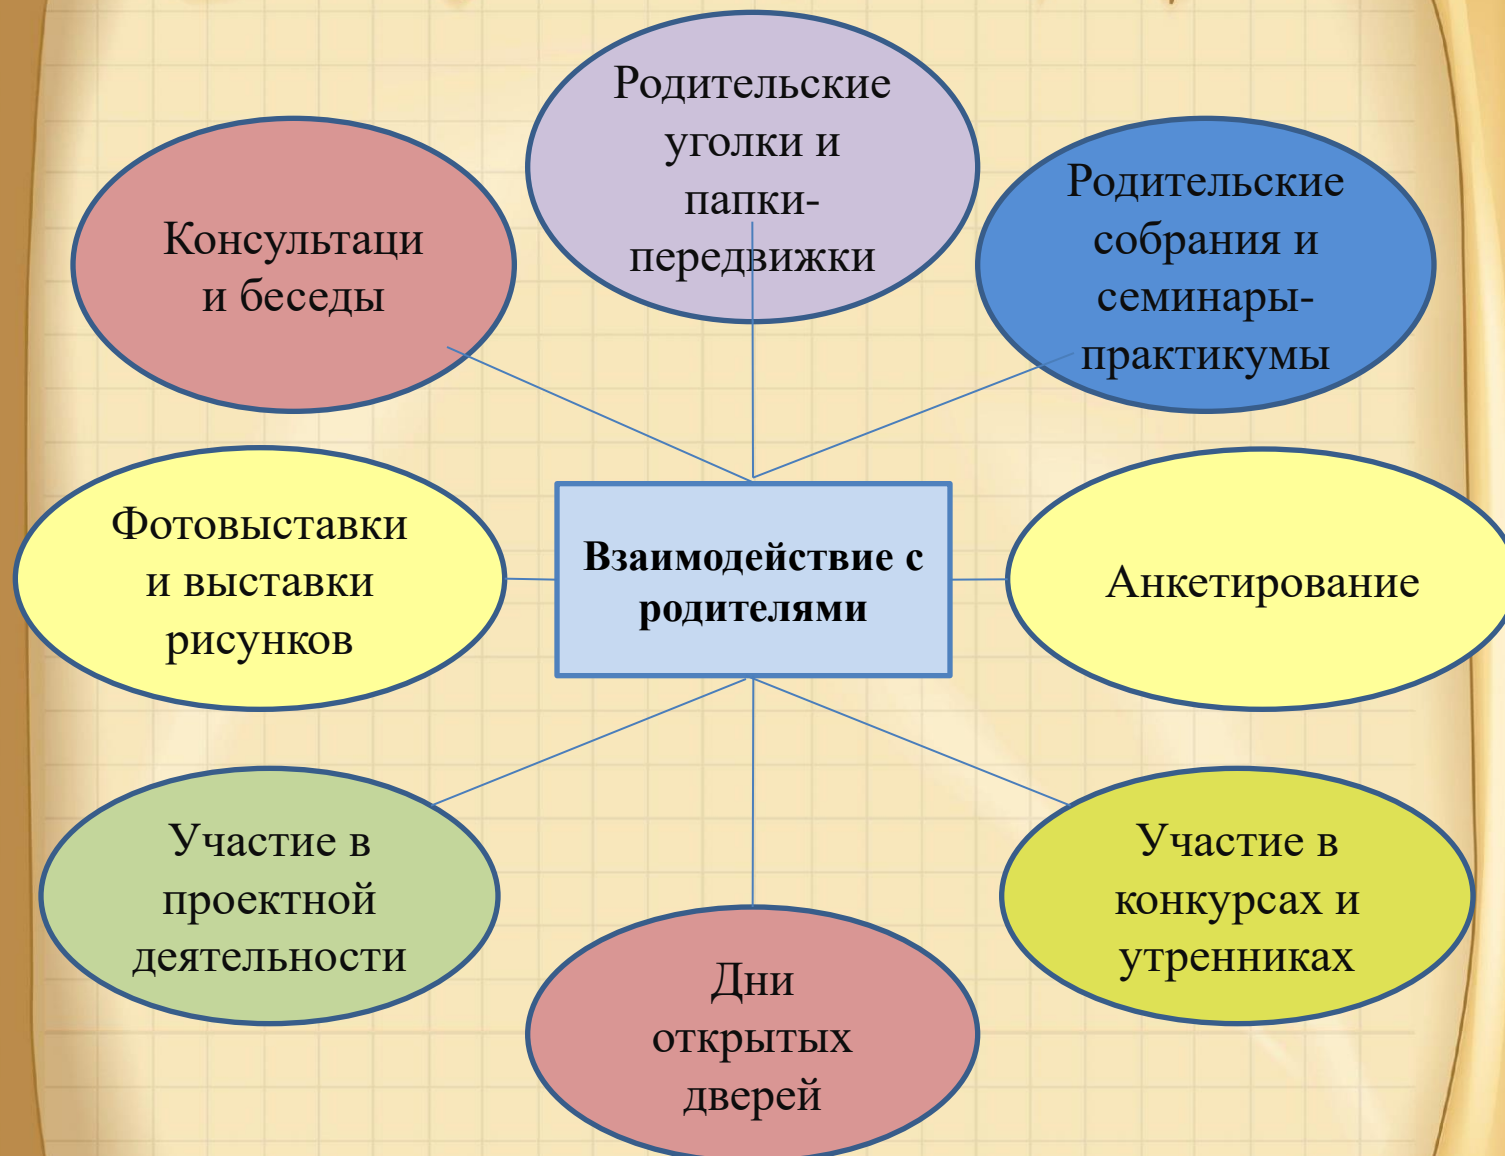 Родительские
уголки и
папки-
передвижки
Консультаци
и беседы
Родительские
собрания и
семинары-
практикумы
Фотовыставки
и выставки
рисунков
Взаимодействие с
родителями
Анкетирование
Участие в
проектной
деятельности
Дни
открытых
дверей
Участие в
конкурсах и
утренниках